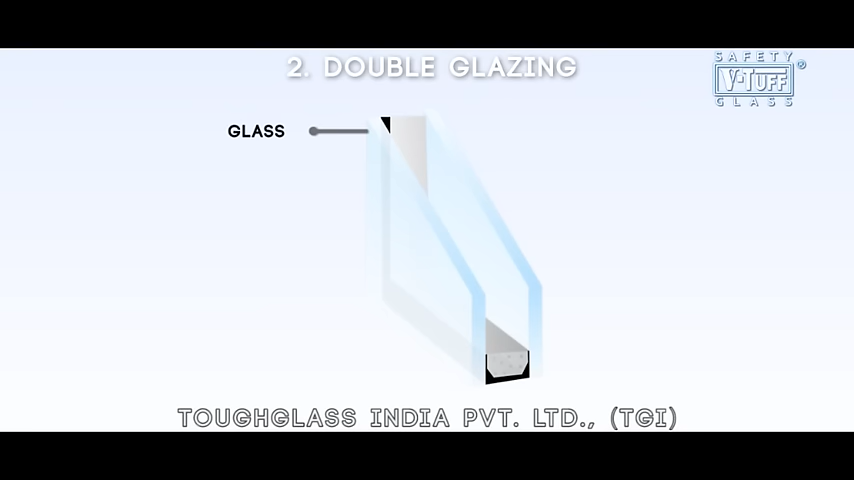 2. DOUBLE GLAZING
SAFETY
V-TUFF®
GLASS
GLASS
TOUGHGLASS INDIA PVT. LTD., (TGI)